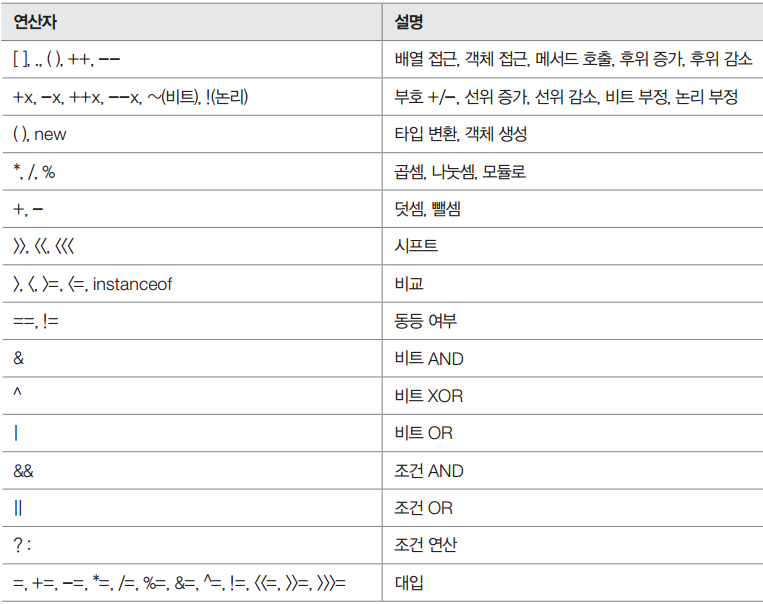 연산자 설명
[ ], ., ( ), ++, −− 배열 접근, 객체 접근, 메서드 호출, 후위 증가, 후위 감소
+x, −x, ++x, −−x, ~(비트), !(논리) 부호 +/−, 선위 증가, 선위 감소, 비트 부정, 논리 부정
( ), new 타입 변환, 객체 생성
*, /, % 곱셈, 나눗셈, 모듈로
+, − 덧셈, 뺄셈
〉〉, 〈〈, 〈〈〈 시프트
〉, 〈, 〉=, 〈=, instanceof 비교
==, != 동등 여부
& 비트 AND
^ 비트 XOR
| 비트 OR
&& 조건 AND
|| 조건 OR
? : 조건 연산
=, +=, −=, *=, /=, %=, &=, ^=, !=, 〈〈=, 〉〉=, 〉〉〉= 대입